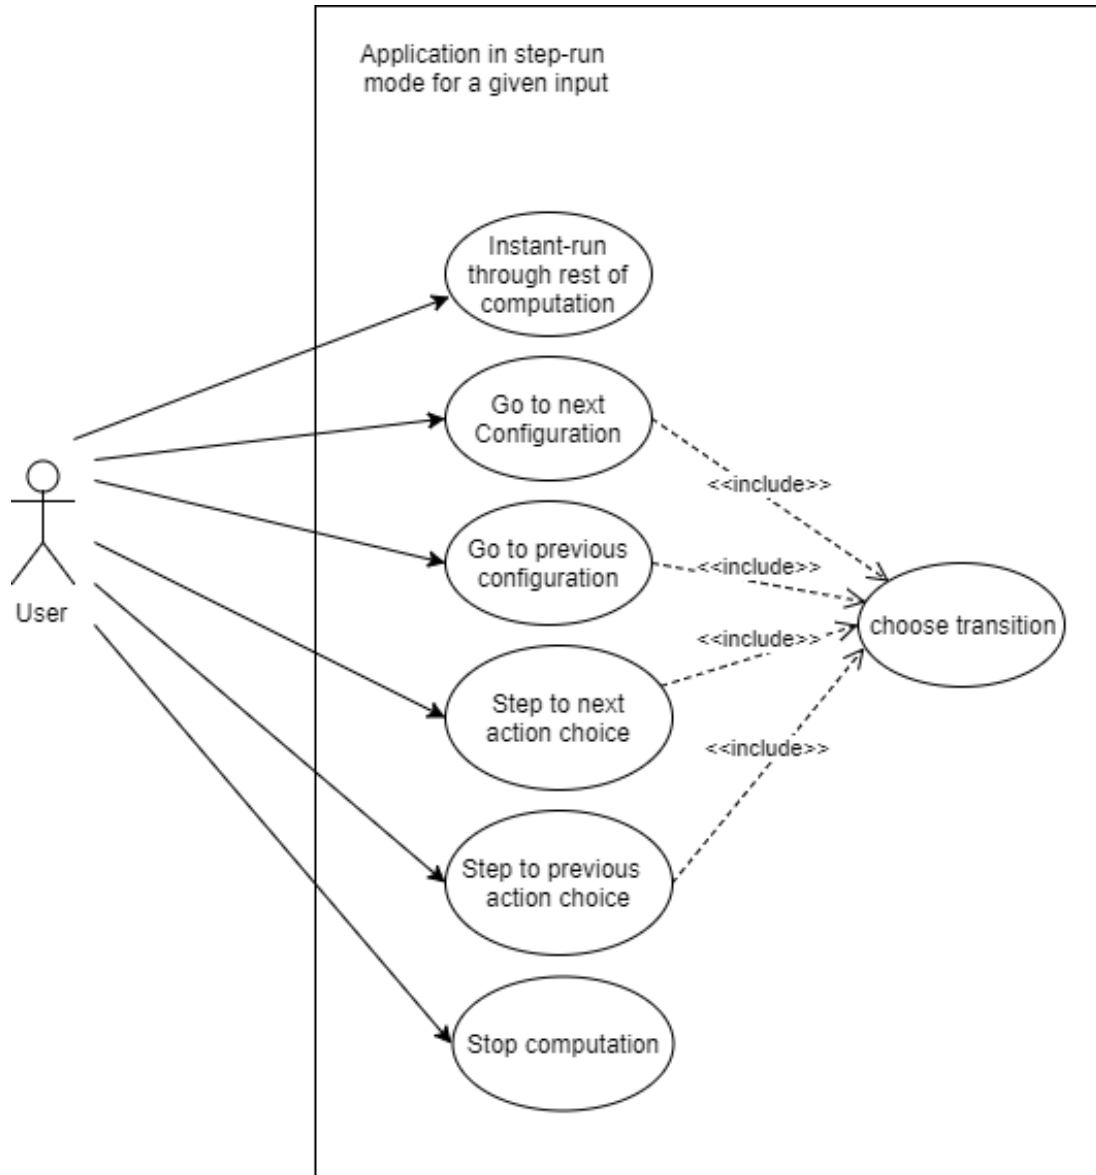 Application in step-run
mode for a given input
Instant-run
through rest of
computation
Go to next
Configuration
<<include>>
Go to previous
configuration
<<include>>
User
choose transition
<<include>>
Step to next
action choice
<<include>>
Step to previous
action choice
Stop computation